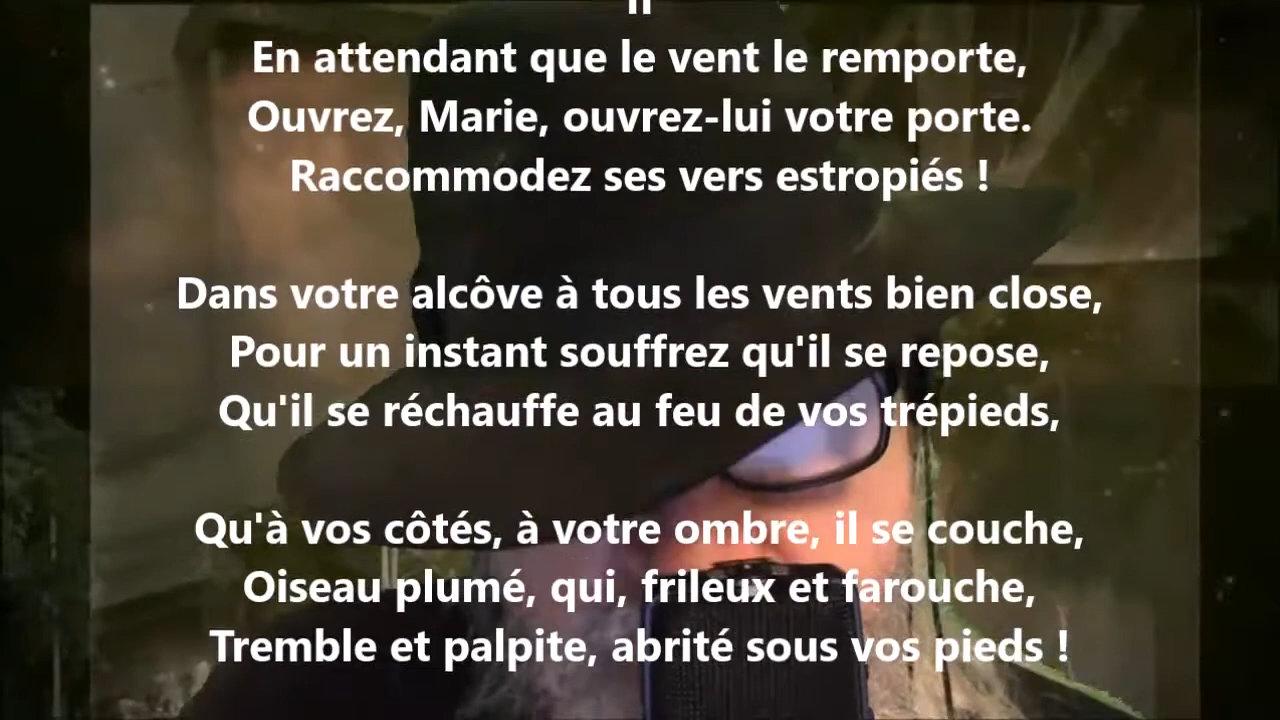 II
En attendant que le vent le remporte,
Ouvrez, Marie, ouvrez-lui votre porte.
Raccommodez ses vers estropiés !
Dans votre alcôve à tous les vents bien close,
Pour un instant souffrez qu'il se repose,
Qu'il se réchauffe au feu de vos trépieds,
Qu'à vos côtés, à votre ombre, il se couche,
Oiseau plumé, qui, frileux et farouche,
Tremble et palpite, abrité sous vos pieds !